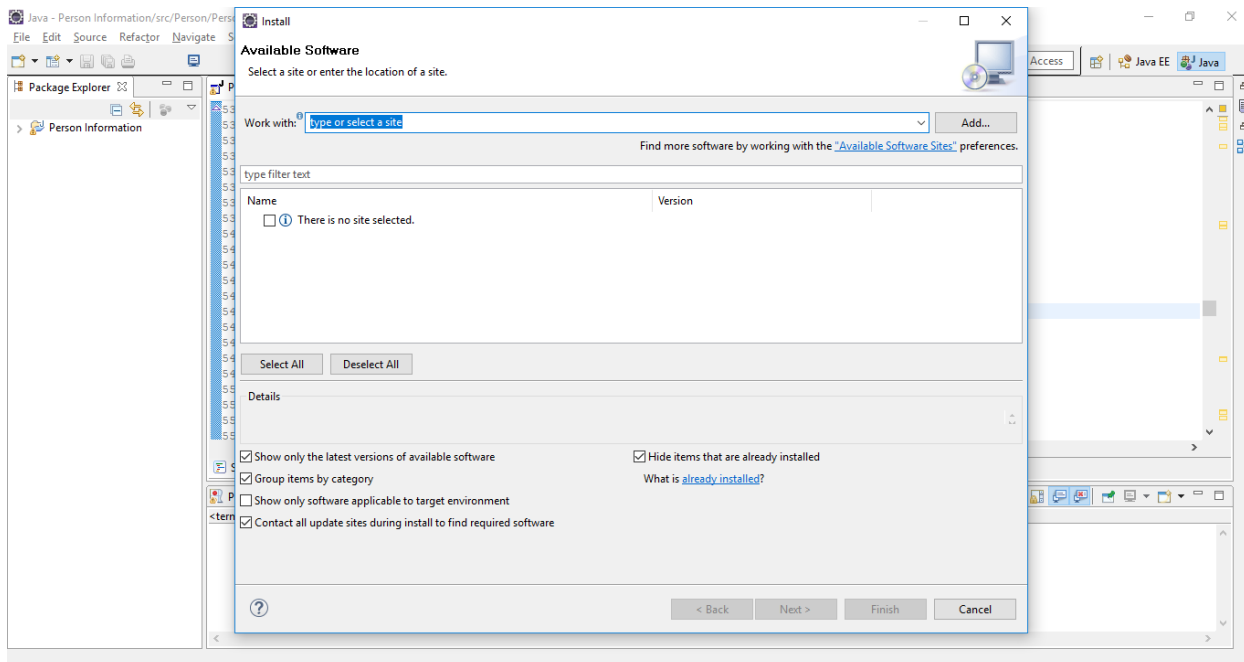 Java - Person Information/src/Person/Perso
File Edit Source Refactor Navigate S
Access
Java EE
Java
Package Explorer
Person Information
Install
Available Software
Select a site or enter the location of a site.
Work with: type or select a site
Add...
Find more software by working with the "Available Software Sites" preferences.
type filter text
Name Version
There is no site selected.
Select All Deselect All
Details
Show only the latest versions of available software
Hide items that are already installed
Group items by category
What is already installed?
Show only software applicable to target environment
Contact all update sites during install to find required software
<tern
< Back Next > Finish Cancel